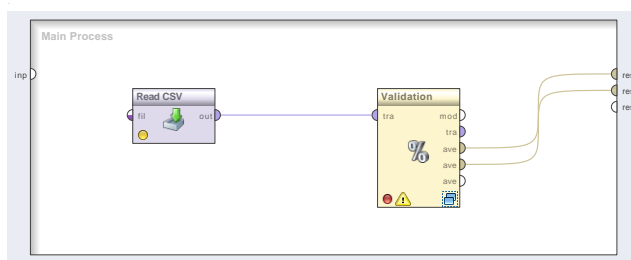 Main Process
inp
res
res
res
Read CSV
fil
out
Validation
tra
mod
tra
ave
ave
ave
%